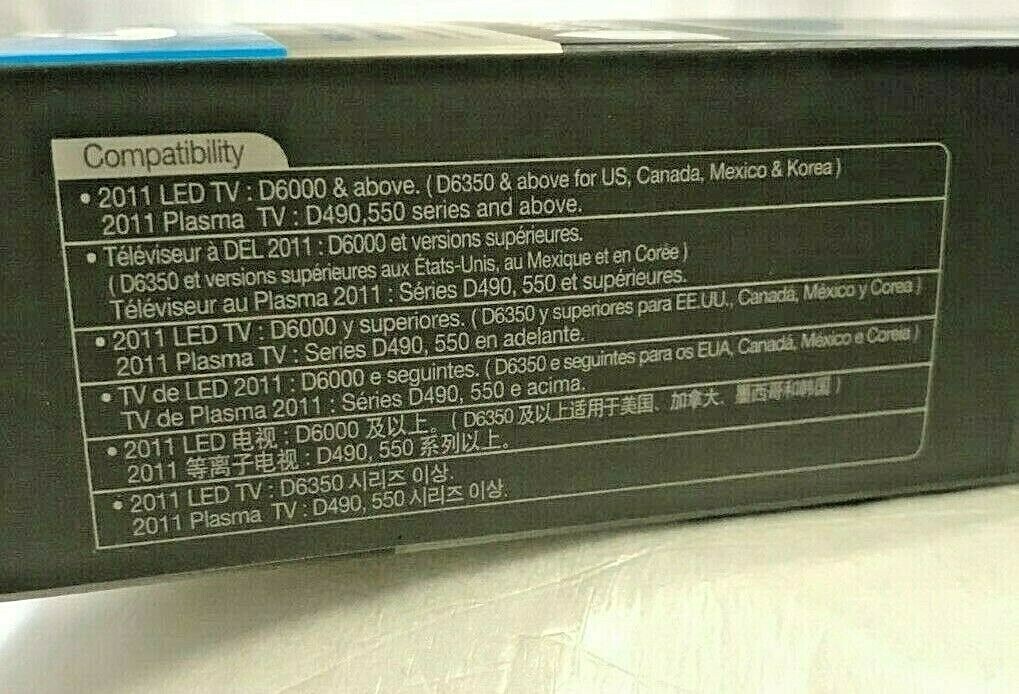 Compatibility
• 2011 LED TV : D6000 & above. ( D6350 & above for US, Canada, Mexico & Korea )
2011 Plasma TV : D490,550 series and above.
• Téléviseur à DEL 2011 : D6000 et versions supérieures.
( D6350 et versions supérieures aux États-Unis, au Mexique et en Corée )
Téléviseur au Plasma 2011 : Séries D490, 550 et supérieures.
• 2011 LED TV : D6000 y superiores. ( D6350 y superiores para EE.UU., Canadá, México y Corea )
2011 Plasma TV : Series D490, 550 en adelante.
• TV de LED 2011 : D6000 e seguintes. ( D6350 e seguintes para os EUA, Canadá, México e Coreia )
TV de Plasma 2011 : Séries D490, 550 e acima.
• 2011 LED 电视 : D6000 及以上。( D6350 及以上适用于美国、加拿大、墨西哥和韩国 )
2011 等离子电视 : D490, 550 系列以上。
• 2011 LED TV : D6350 시리즈 이상.
2011 Plasma TV : D490, 550 시리즈 이상.